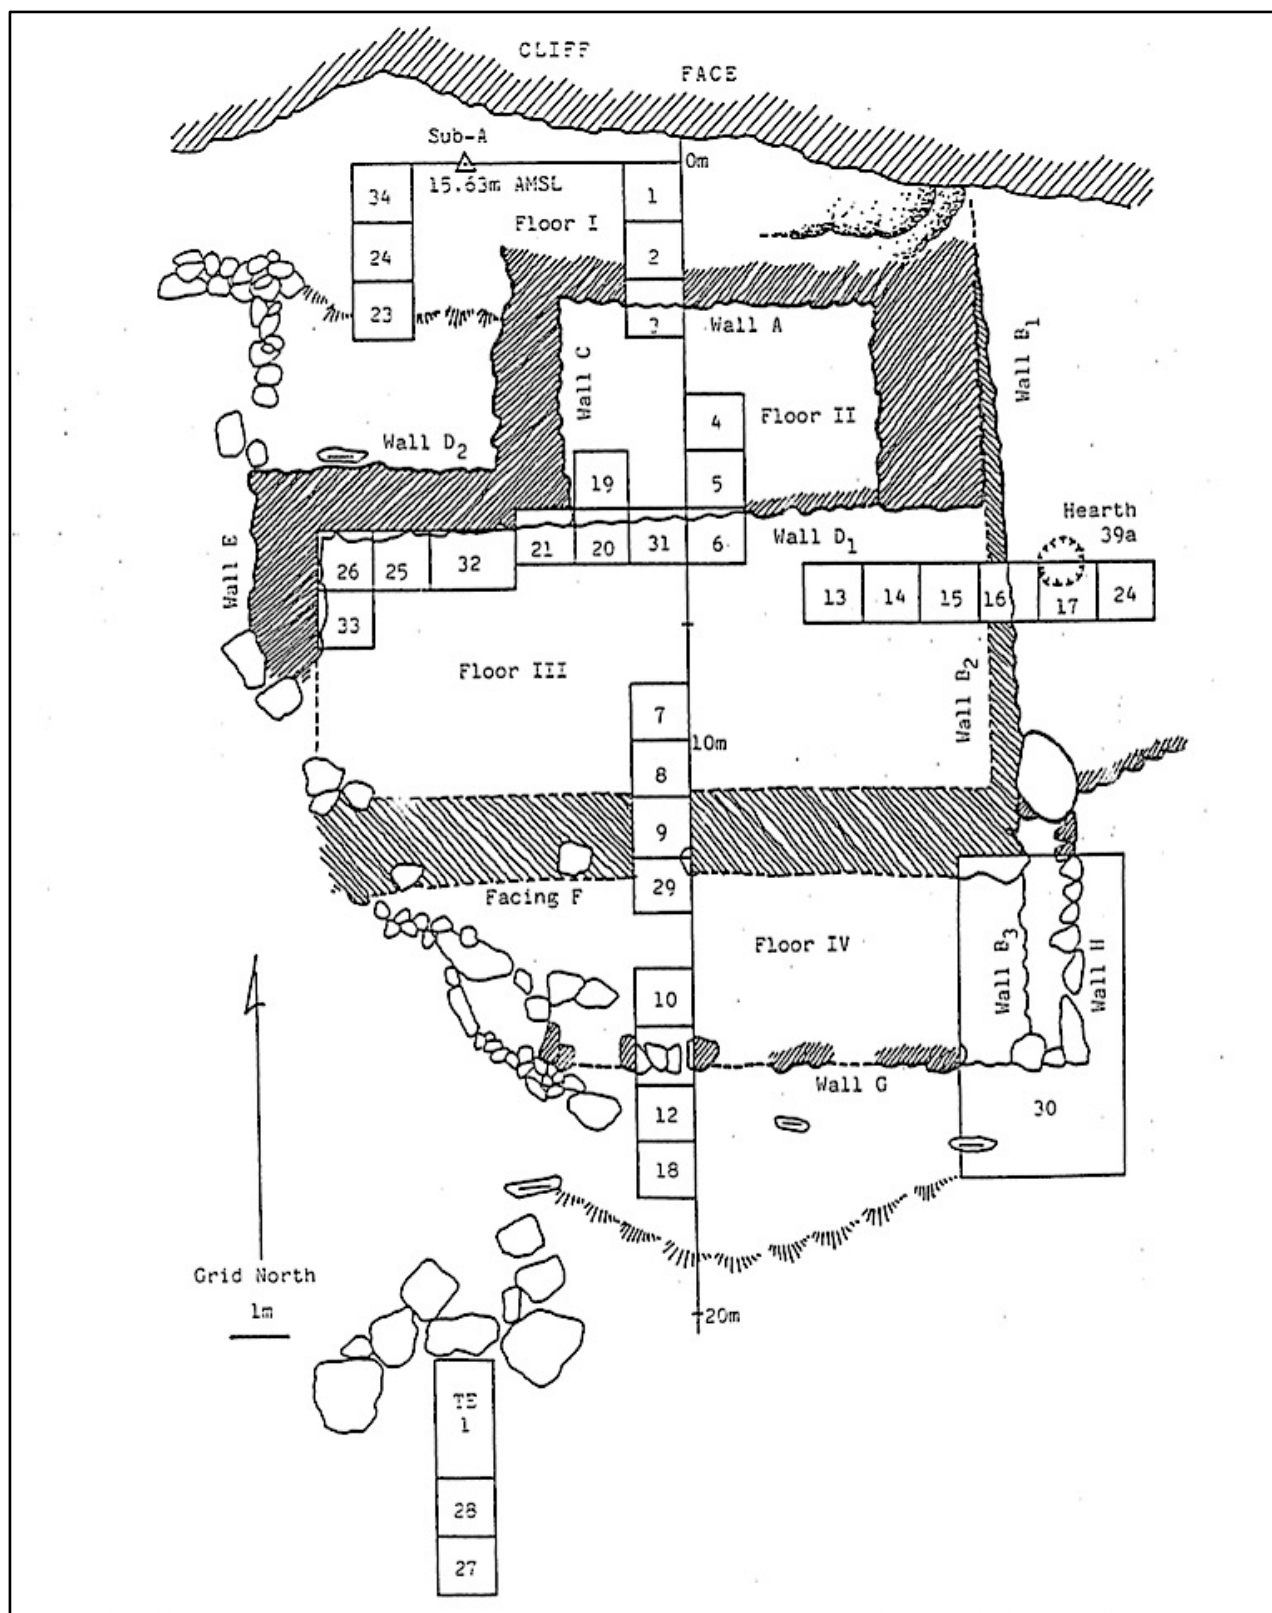 CLIFF
FACE
Sub-A
0m
15.63m AMSL
34
1
Floor I
24
2
23
3
Wall A
Wall B1
Wall C
4
Floor II
Wall D2
19
5
Hearth
39a
Wall E
21
20
31
6
Wall D1
26
25
32
13
14
15
16
17
24
33
Floor III
Wall B2
7
10m
8
9
29
Facing F
Floor IV
Wall B3
Wall H
10
Wall G
12
30
18
Grid North
1m
20m
TE
1
28
27